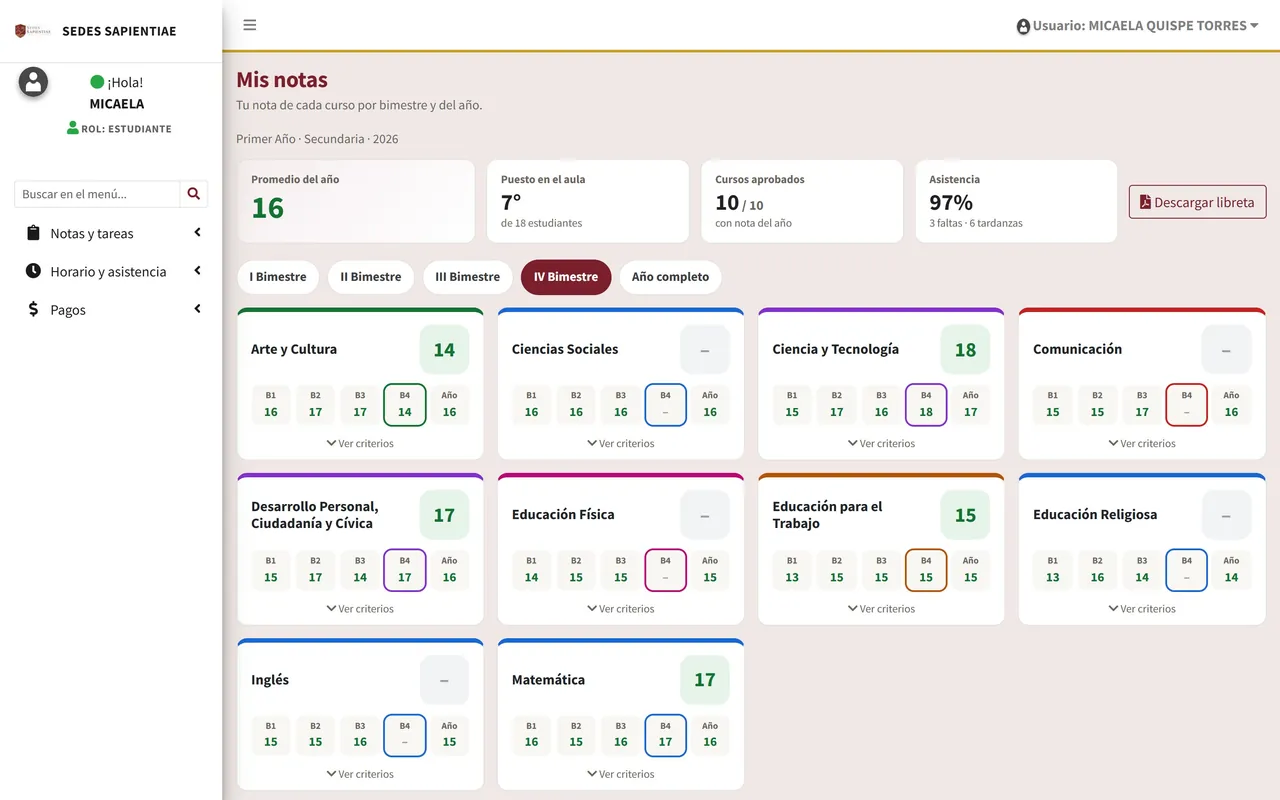 SEDES SAPIENTIAE
Usuario: MICAELA QUISPE TORRES
¡Hola!
MICAELA
ROL: ESTUDIANTE
Buscar en el menú...
Notas y tareas
Horario y asistencia
Pagos
Mis notas
Tu nota de cada curso por bimestre y del año.
Primer Año · Secundaria · 2026
Promedio del año
16
Puesto en el aula
7°
de 18 estudiantes
Cursos aprobados
10 / 10
con nota del año
Asistencia
97%
3 faltas · 6 tardanzas
Descargar libreta
I Bimestre II Bimestre III Bimestre IV Bimestre Año completo
Arte y Cultura 14
B1 B2 B3 B4 Año
16 17 17 14 16
Ver criterios
Ciencias Sociales –
B1 B2 B3 B4 Año
16 16 16 – 16
Ver criterios
Ciencia y Tecnología 18
B1 B2 B3 B4 Año
15 17 16 18 17
Ver criterios
Comunicación –
B1 B2 B3 B4 Año
15 15 17 – 16
Ver criterios
Desarrollo Personal,
Ciudadanía y Cívica 17
B1 B2 B3 B4 Año
15 17 14 17 16
Ver criterios
Educación Física –
B1 B2 B3 B4 Año
14 15 15 – 15
Ver criterios
Educación para el
Trabajo 15
B1 B2 B3 B4 Año
13 15 15 15 15
Ver criterios
Educación Religiosa –
B1 B2 B3 B4 Año
13 16 14 – 14
Ver criterios
Inglés –
B1 B2 B3 B4 Año
15 15 16 – 15
Ver criterios
Matemática 17
B1 B2 B3 B4 Año
16 15 16 17 16
Ver criterios